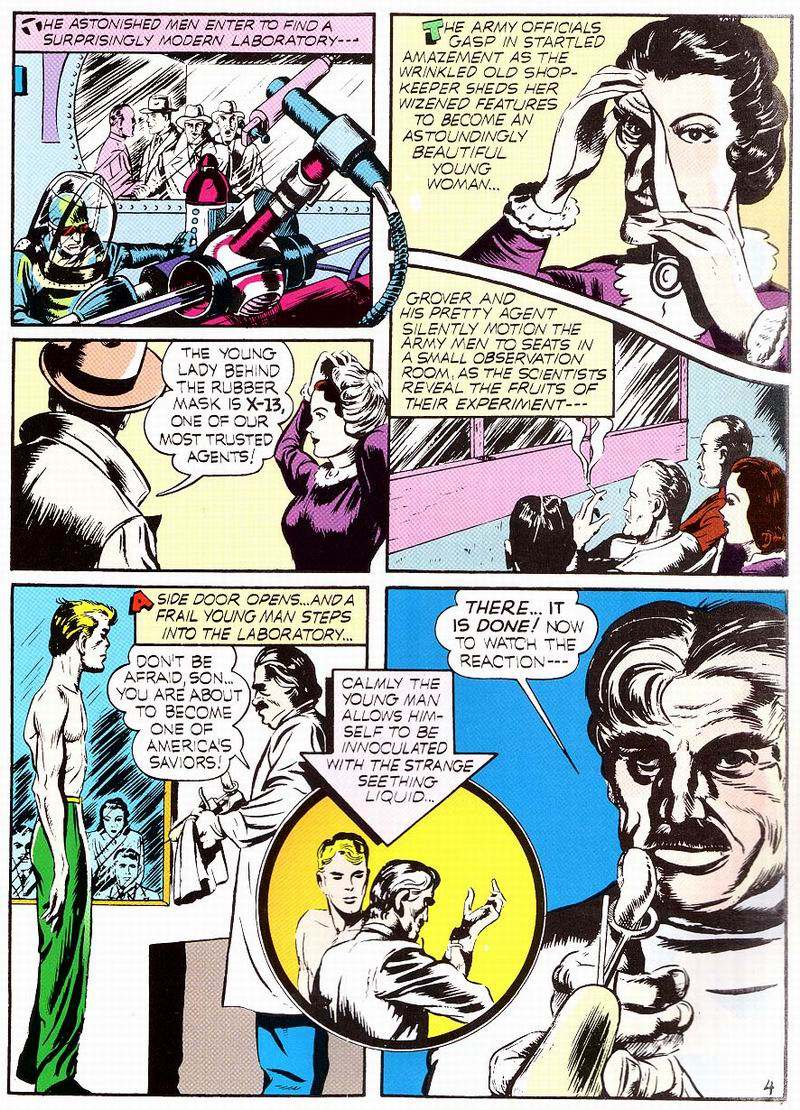 THE ASTONISHED MEN ENTER TO FIND A
SURPRISINGLY MODERN LABORATORY---
THE ARMY OFFICIALS
GASP IN STARTLED
AMAZEMENT AS THE
WRINKLED OLD SHOP-
KEEPER SHEDS HER
WIZENED FEATURES
TO BECOME AN
ASTOUNDINGLY
BEAUTIFUL
YOUNG
WOMAN...
THE YOUNG
LADY BEHIND
THE RUBBER
MASK IS X-13,
ONE OF OUR
MOST TRUSTED
AGENTS!
GROVER AND
HIS PRETTY AGENT
SILENTLY MOTION THE
ARMY MEN TO SEATS IN
A SMALL OBSERVATION
ROOM, AS THE SCIENTISTS
REVEAL THE FRUITS OF
THEIR EXPERIMENT---
A SIDE DOOR OPENS...AND A
FRAIL YOUNG MAN STEPS
INTO THE LABORATORY...
DON'T BE
AFRAID, SON...
YOU ARE ABOUT
TO BECOME
ONE OF
AMERICA'S
SAVIORS!
CALMLY THE
YOUNG MAN
ALLOWS HIM-
SELF TO BE
INNOCULATED
WITH THE STRANGE
SEETHING
LIQUID...
THERE... IT
IS DONE! NOW
TO WATCH THE
REACTION---
4